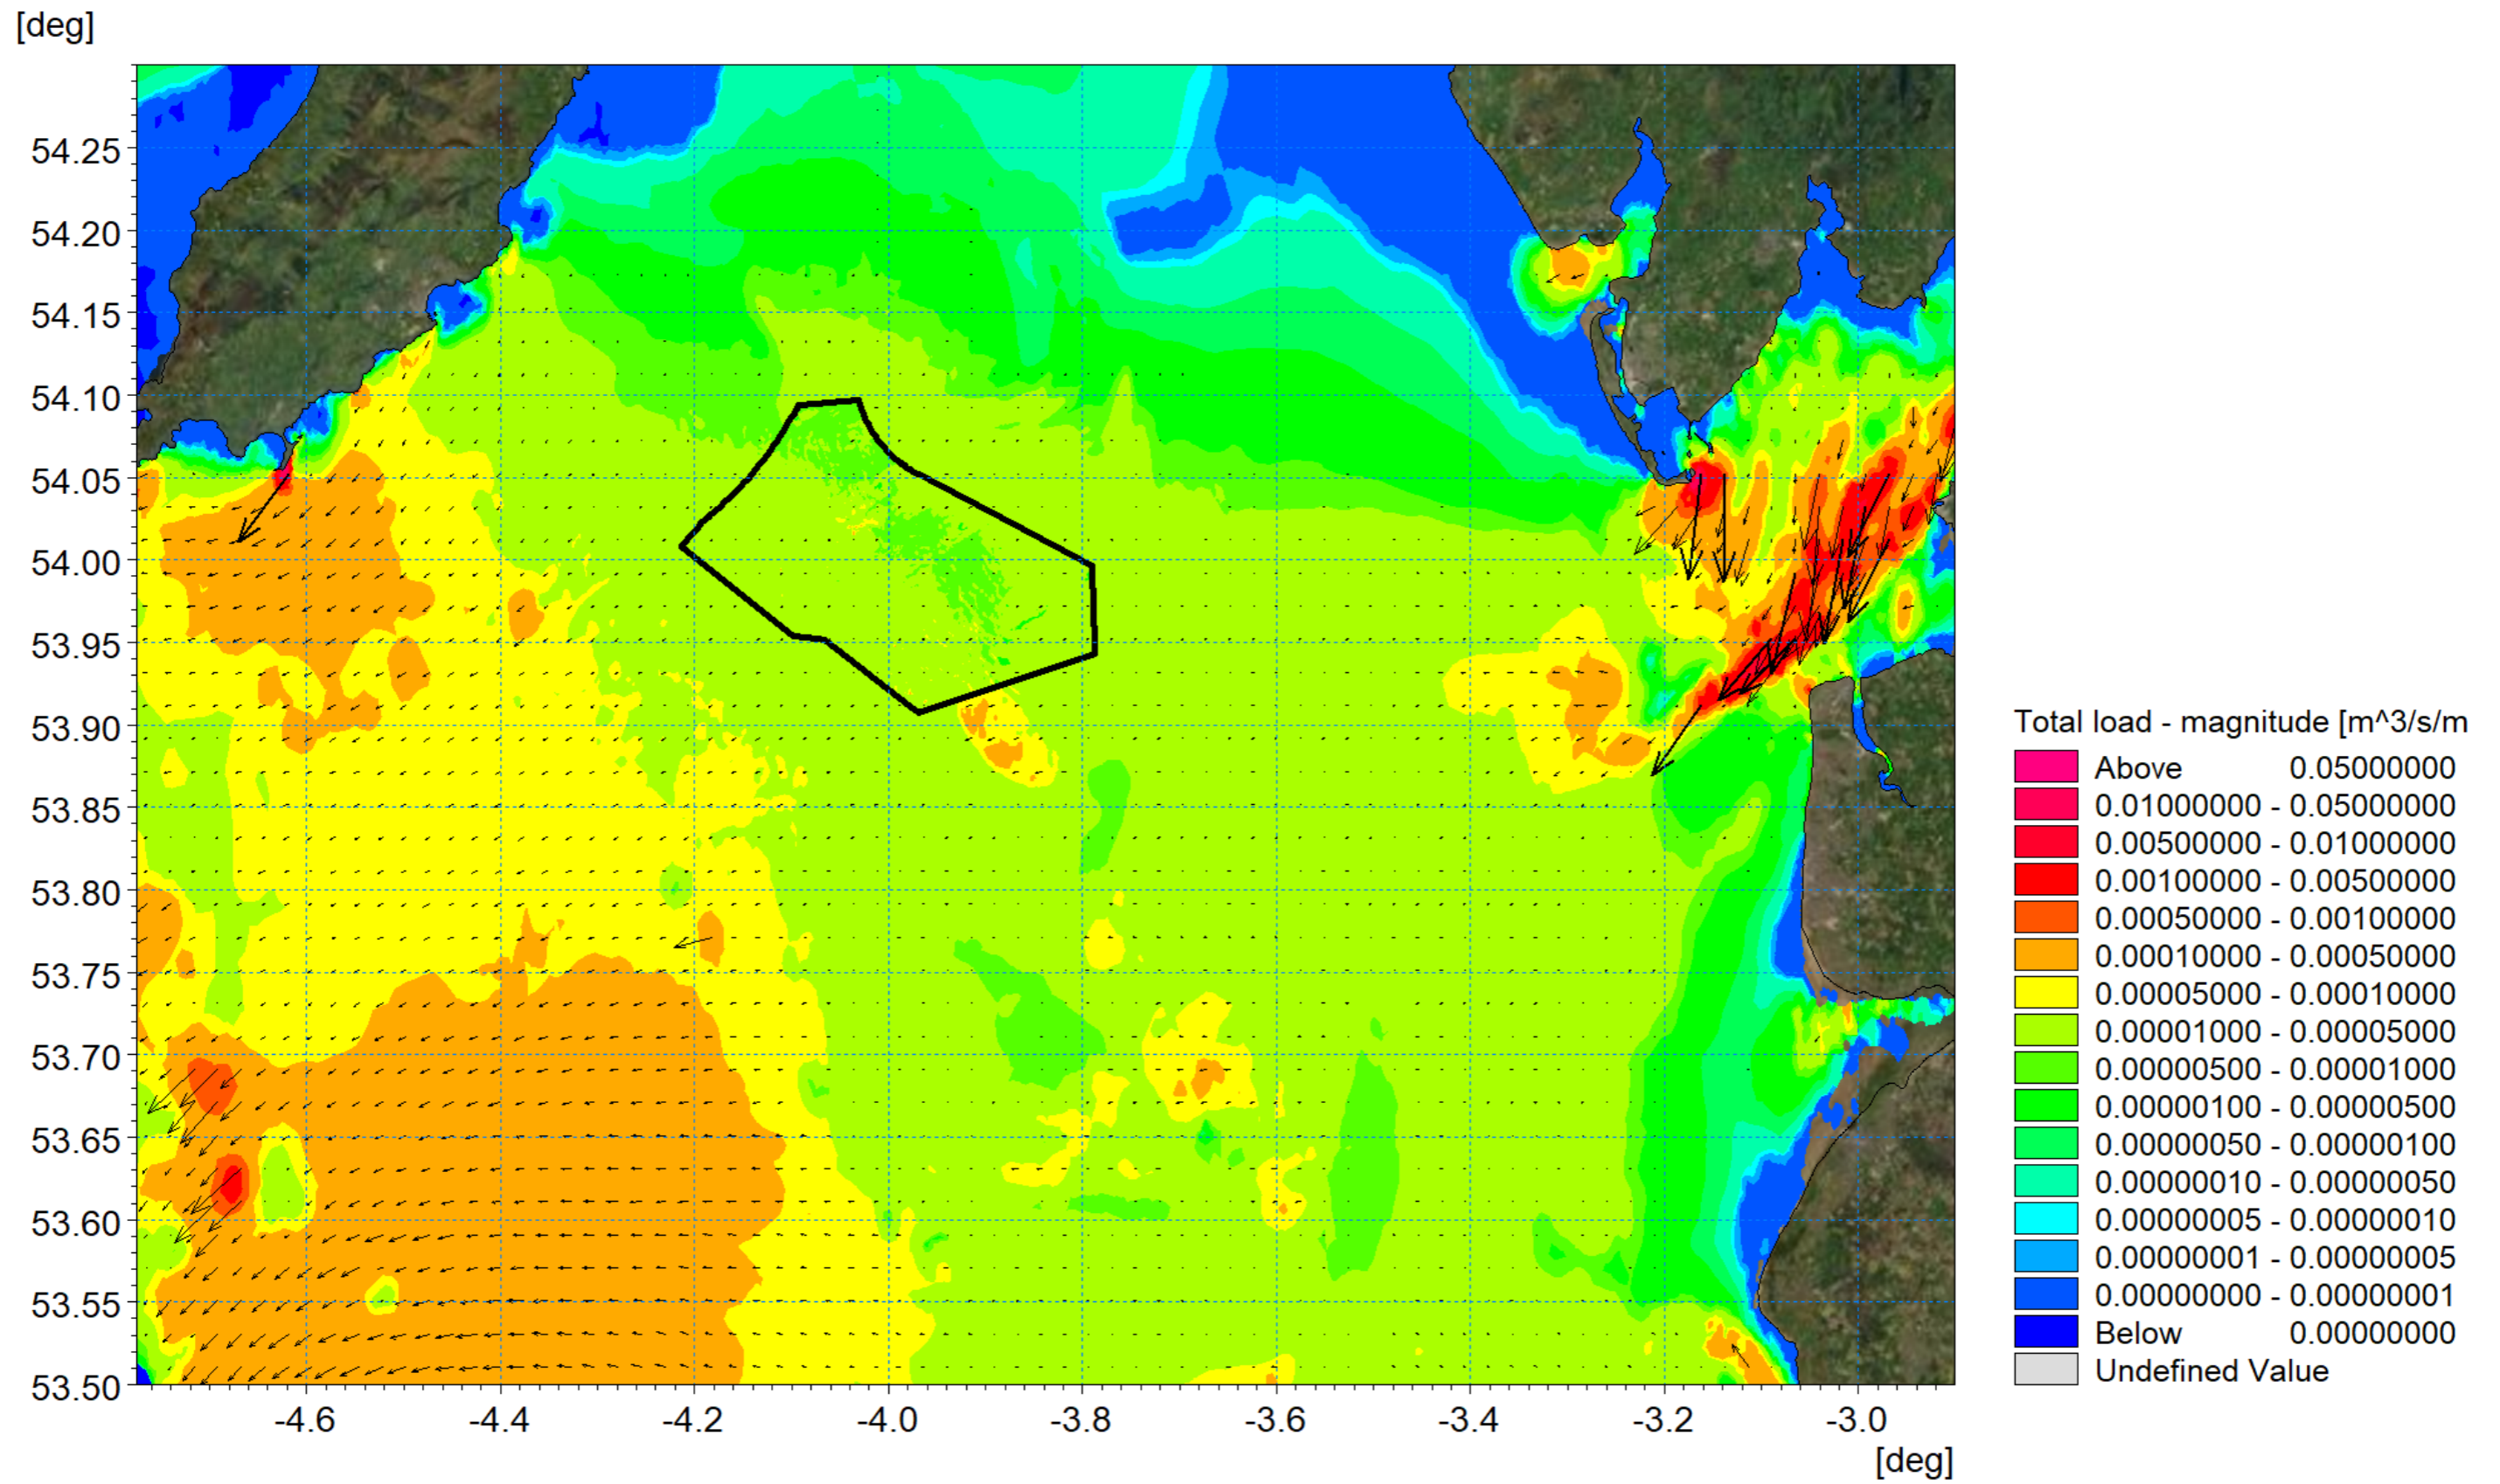 [deg]
54.25
54.20
54.15
54.10
54.05
54.00
53.95
53.90
53.85
53.80
53.75
53.70
53.65
53.60
53.55
53.50
-4.6 -4.4 -4.2 -4.0 -3.8 -3.6 -3.4 -3.2 -3.0
[deg]
Total load - magnitude [m^3/s/m
Above 0.05000000
0.01000000 - 0.05000000
0.00500000 - 0.01000000
0.00100000 - 0.00500000
0.00050000 - 0.00100000
0.00010000 - 0.00050000
0.00005000 - 0.00010000
0.00001000 - 0.00005000
0.00000500 - 0.00001000
0.00000100 - 0.00000500
0.00000050 - 0.00000100
0.00000010 - 0.00000050
0.00000005 - 0.00000010
0.00000001 - 0.00000005
0.00000000 - 0.00000001
Below 0.00000000
Undefined Value